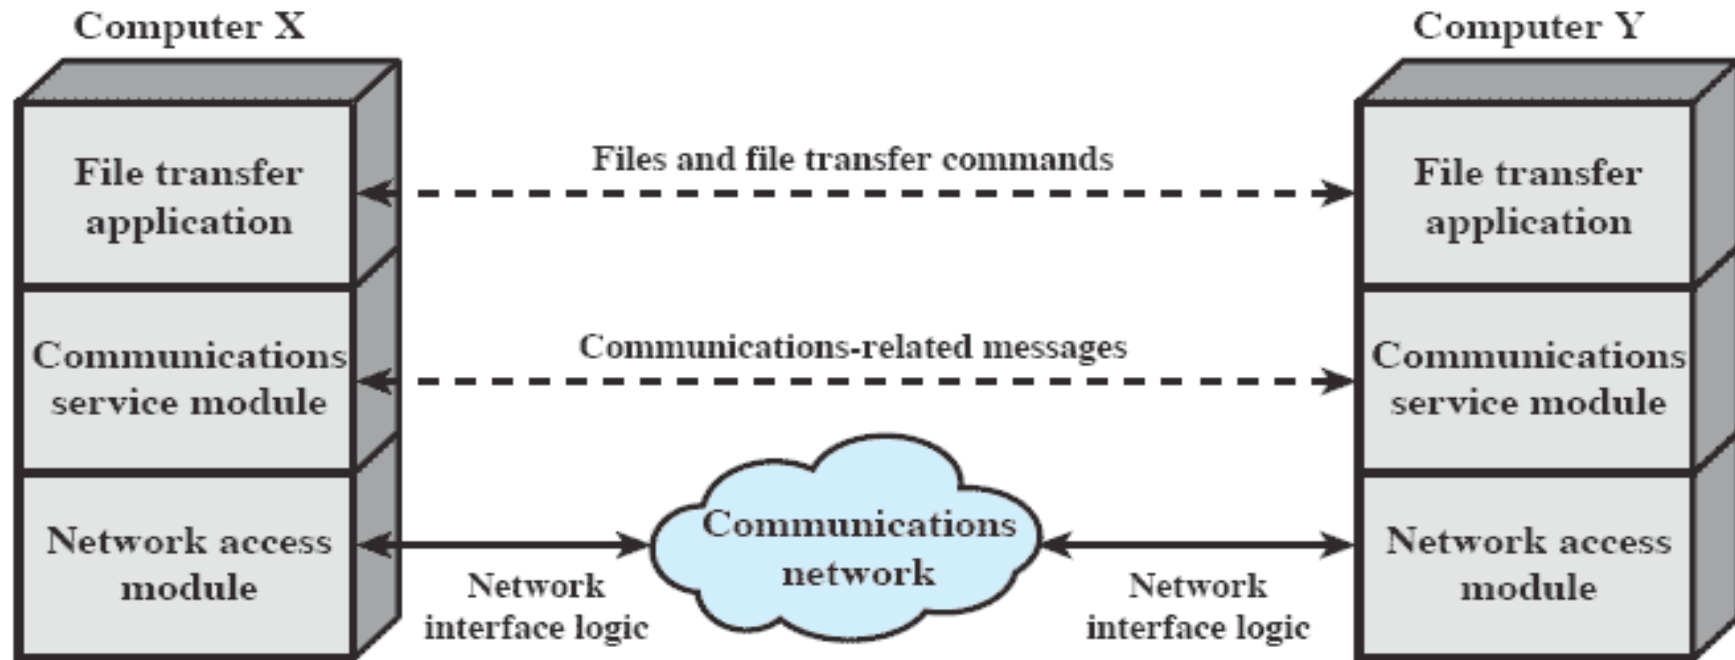 Computer X
Computer Y
File transfer
application
Files and file transfer commands
File transfer
application
Communications
service module
Communications-related messages
Communications
service module
Network access
module
Network
interface logic
Communications
network
Network
interface logic
Network access
module